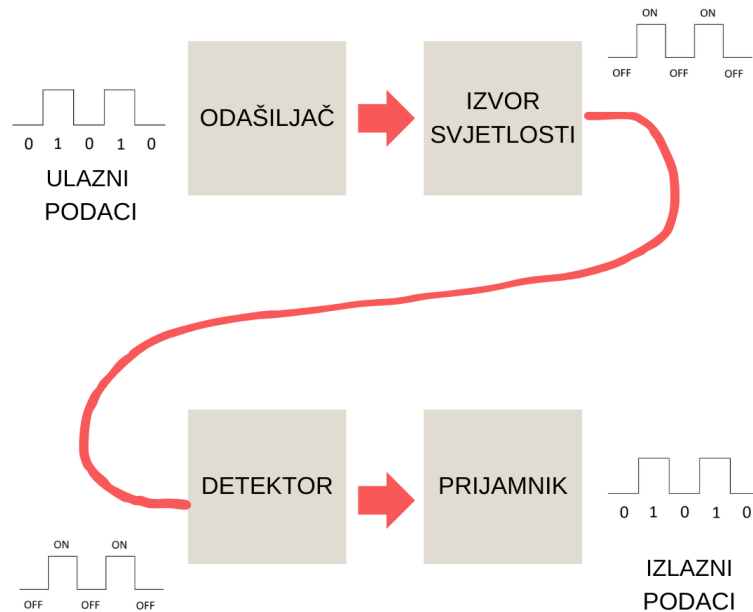 ON ON
OFF OFF OFF
ODAŠILJAČ
IZVOR
SVJETLOSTI
0 1 0 1 0
ULAZNI
PODACI
DETEKTOR
PRIJAMNIK
0 1 0 1 0
ON ON
OFF OFF OFF
IZLAZNI
PODACI